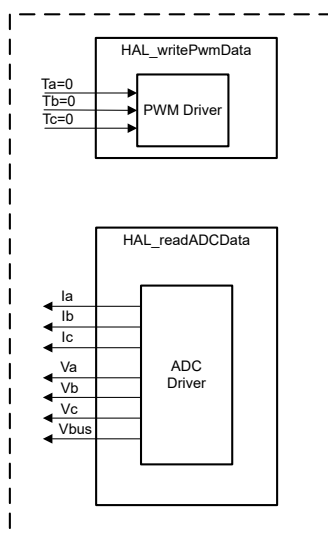 HAL_writePwmData
Ta=0
Tb=0
Tc=0
PWM Driver
HAL_readADCData
Ia
Ib
Ic
Va
Vb
Vc
Vbus
ADC
Driver